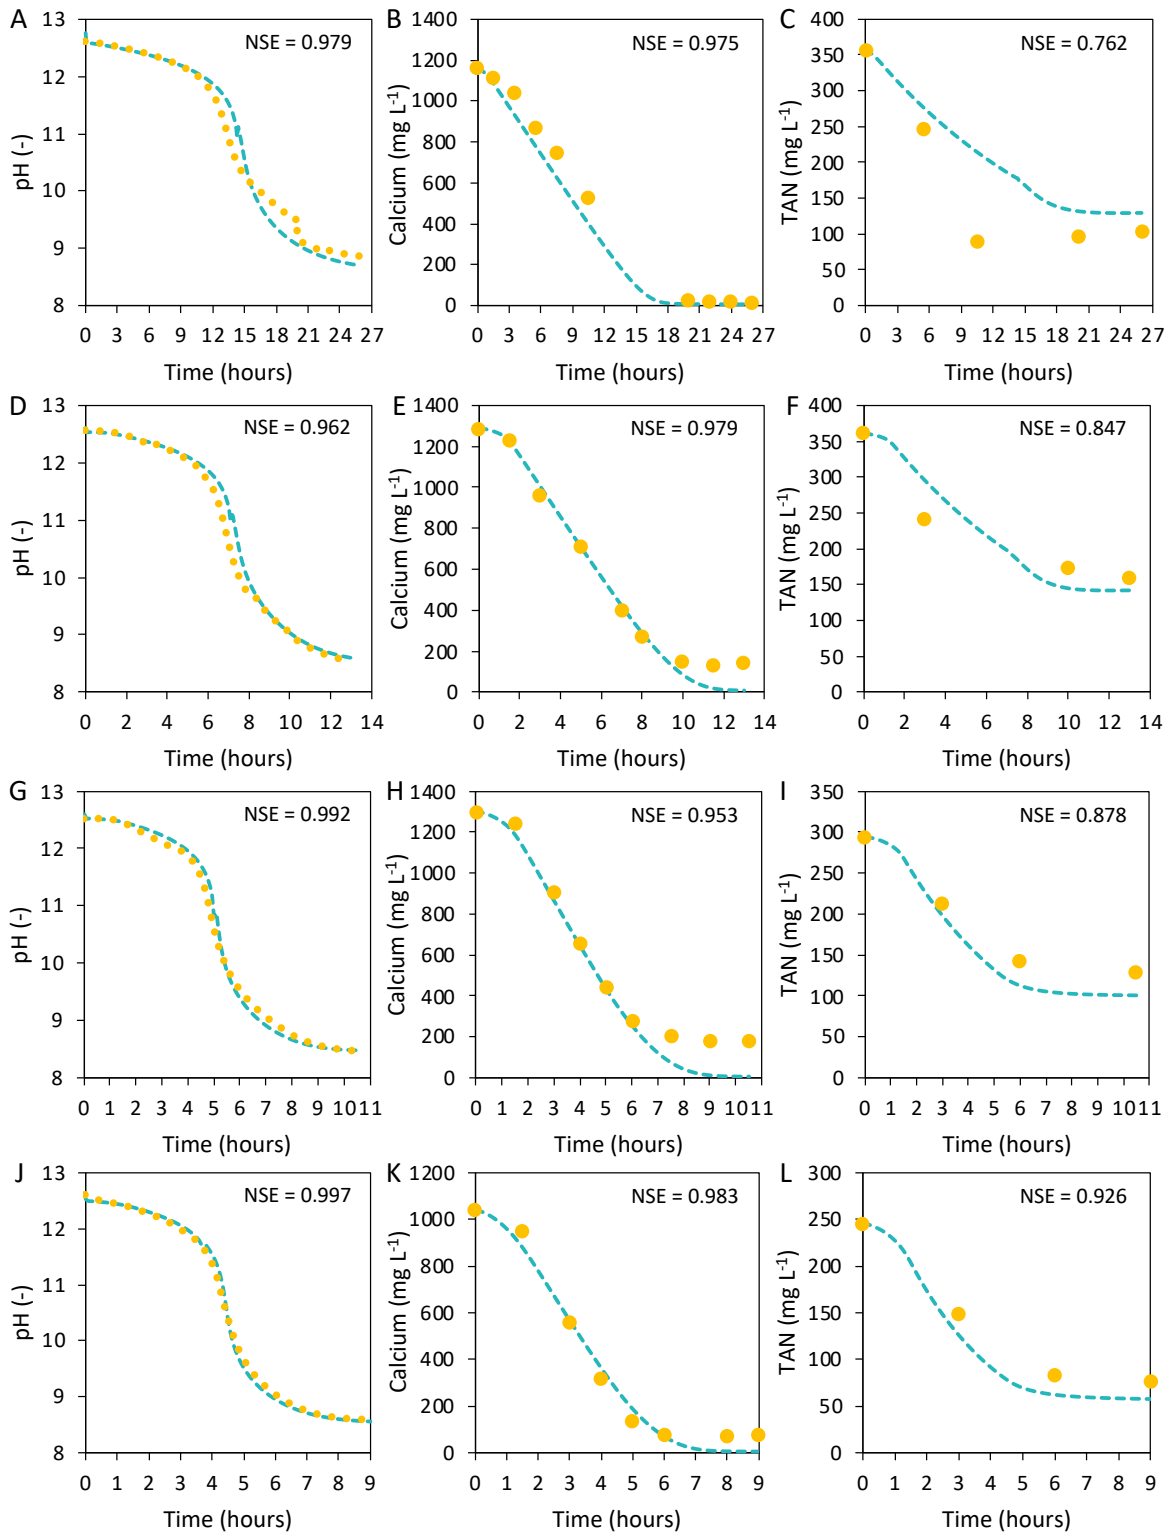 A
NSE = 0.979
pH (-)
13
12
11
10
9
8
0 3 6 9 12 15 18 21 24 27
Time (hours)
B
NSE = 0.975
Calcium (mg L-1)
1400
1200
1000
800
600
400
200
0
0 3 6 9 12 15 18 21 24 27
Time (hours)
C
NSE = 0.762
TAN (mg L-1)
400
350
300
250
200
150
100
50
0
0 3 6 9 12 15 18 21 24 27
Time (hours)
D
NSE = 0.962
pH (-)
13
12
11
10
9
8
0 2 4 6 8 10 12 14
Time (hours)
E
NSE = 0.979
Calcium (mg L-1)
1400
1200
1000
800
600
400
200
0
0 2 4 6 8 10 12 14
Time (hours)
F
NSE = 0.847
TAN (mg L-1)
400
350
300
250
200
150
100
50
0
0 2 4 6 8 10 12 14
Time (hours)
G
NSE = 0.992
pH (-)
13
12
11
10
9
8
0 1 2 3 4 5 6 7 8 9 10 11
Time (hours)
H
NSE = 0.953
Calcium (mg L-1)
1400
1200
1000
800
600
400
200
0
0 1 2 3 4 5 6 7 8 9 10 11
Time (hours)
I
NSE = 0.878
TAN (mg L-1)
350
300
250
200
150
100
50
0
0 1 2 3 4 5 6 7 8 9 10 11
Time (hours)
J
NSE = 0.997
pH (-)
13
12
11
10
9
8
0 1 2 3 4 5 6 7 8 9
Time (hours)
K
NSE = 0.983
Calcium (mg L-1)
1200
1000
800
600
400
200
0
0 1 2 3 4 5 6 7 8 9
Time (hours)
L
NSE = 0.926
TAN (mg L-1)
300
250
200
150
100
50
0
0 1 2 3 4 5 6 7 8 9
Time (hours)